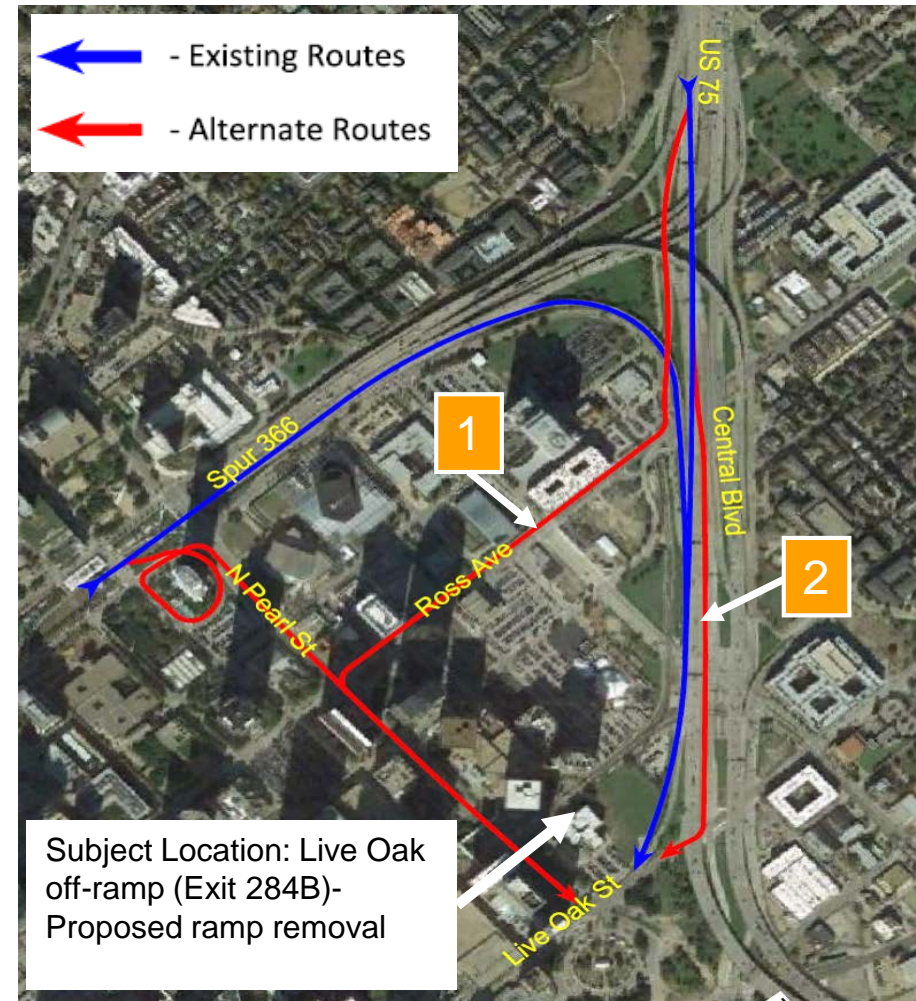 - Existing Routes
- Alternate Routes
US 75
Spur 366
1
Central Blvd
Ross Ave
2
N Pearl St
Subject Location: Live Oak
off-ramp (Exit 284B)-
Proposed ramp removal
Live Oak St